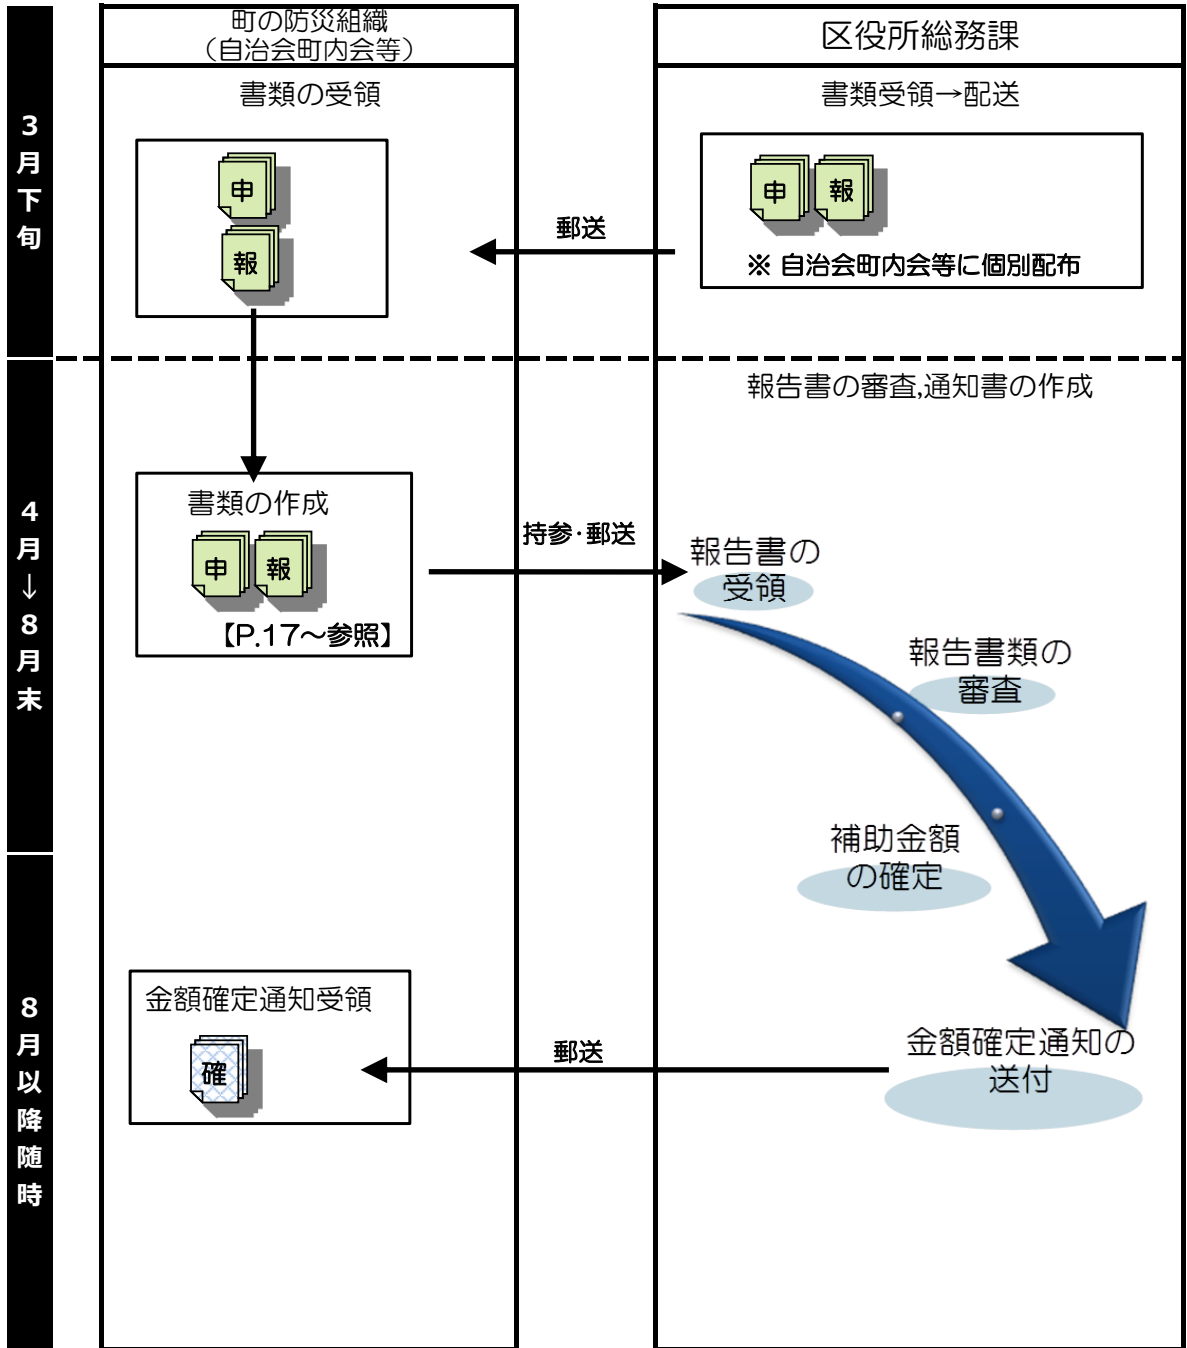 町の防災組織
（自治会町内会等）
区役所総務課
3月下旬
書類の受領
書類受領→配送
申
報
申
報
郵送
※ 自治会町内会等に個別配布
4月↓8月末
報告書の審査,通知書の作成
書類の作成
申
報
【P.17～参照】
持参･郵送
報告書の
受領
報告書類の
審査
補助金額
の確定
8月以降随時
金額確定通知受領
確
郵送
金額確定通知の
送付